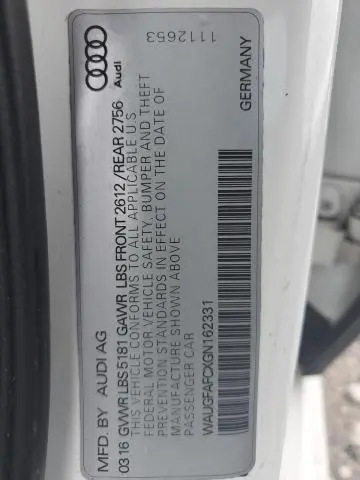 MFD. BY AUDI AG
03 16 GVWR LBS 5181 GAWR LBS FRONT 2612 / REAR 2756
THIS VEHICLE CONFORMS TO ALL APPLICABLE U S
FEDERAL MOTOR VEHICLE SAFETY, BUMPER AND THEFT
PREVENTION STANDARDS IN EFFECT ON THE DATE OF
MANUFACTURE SHOWN ABOVE
PASSENGER CAR
WAUGFAFCXGN162331
GERMANY
Audi
1112653